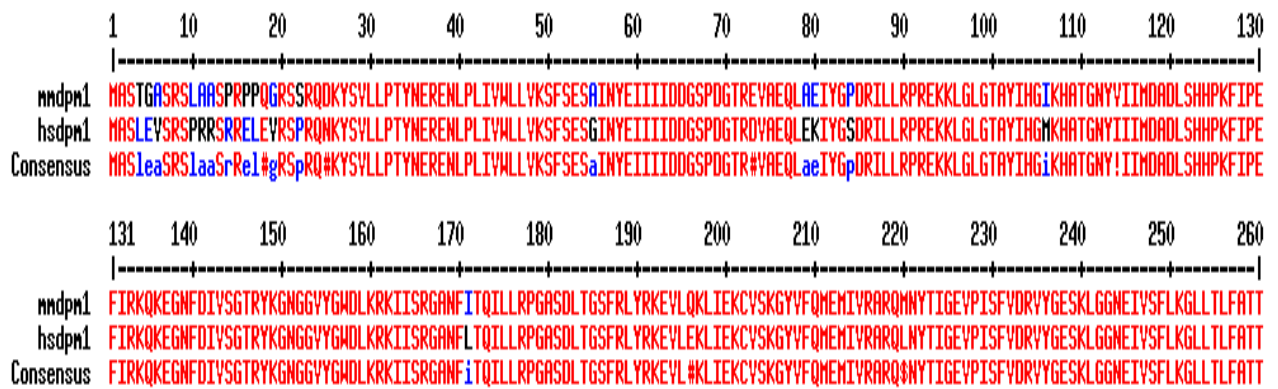 1 10 20 30 40 50 60 70 80 90 100 110 120 130
mmdpm1 MASTGASRSLAASPRPPQGRSSRQDKYSVLLPTYNERENLPLIVWLLVKSFSESAINYEIIIIDDGSPDGTREVAEQLAEIYGPDRILLRPREKKLGLGTAYIHGIKHATGNYVIIMDADLSHHPKFIPE
hsdpm1 MASLEVSRSPRRSRRELEVRSPRQNKYSVLLPTYNERENLPLIVWLLVKSFSESGINYEIIIIDDGSPDGTRDVAEQLEKIYGSDRILLRPREKKLGLGTAYIHGMKHATGNYIIIMDADLSHHPKFIPE
Consensus MASleaSRSlaaSrRel#gRSpRQ#KYSVLLPTYNERENLPLIVWLLVKSFSESaINYEIIIIDDGSPDGTR#VAEQLaeIYGpDRILLRPREKKLGLGTAYIHGiKHATGNY!IIMDADLSHHPKFIPE
131 140 150 160 170 180 190 200 210 220 230 240 250 260
mmdpm1 FIRKQKEGNFDIVSGTRYKGNGGVYGWDLKRKIISRGANFITQILLRPGASDLTGSFRLYRKEVLQKLIEKCVSKGYVFQMEMIVRARQMNYTIGEVPISFVDRVYGESKLGGNEIVSFLKGLLTLFATT
hsdpm1 FIRKQKEGNFDIVSGTRYKGNGGVYGWDLKRKIISRGANFLTQILLRPGASDLTGSFRLYRKEVLEKLIEKCVSKGYVFQMEMIVRARQLNYTIGEVPISFVDRVYGESKLGGNEIVSFLKGLLTLFATT
Consensus FIRKQKEGNFDIVSGTRYKGNGGVYGWDLKRKIISRGANFiTQILLRPGASDLTGSFRLYRKEVL#KLIEKCVSKGYVFQMEMIVRARQ$NYTIGEVPISFVDRVYGESKLGGNEIVSFLKGLLTLFATT